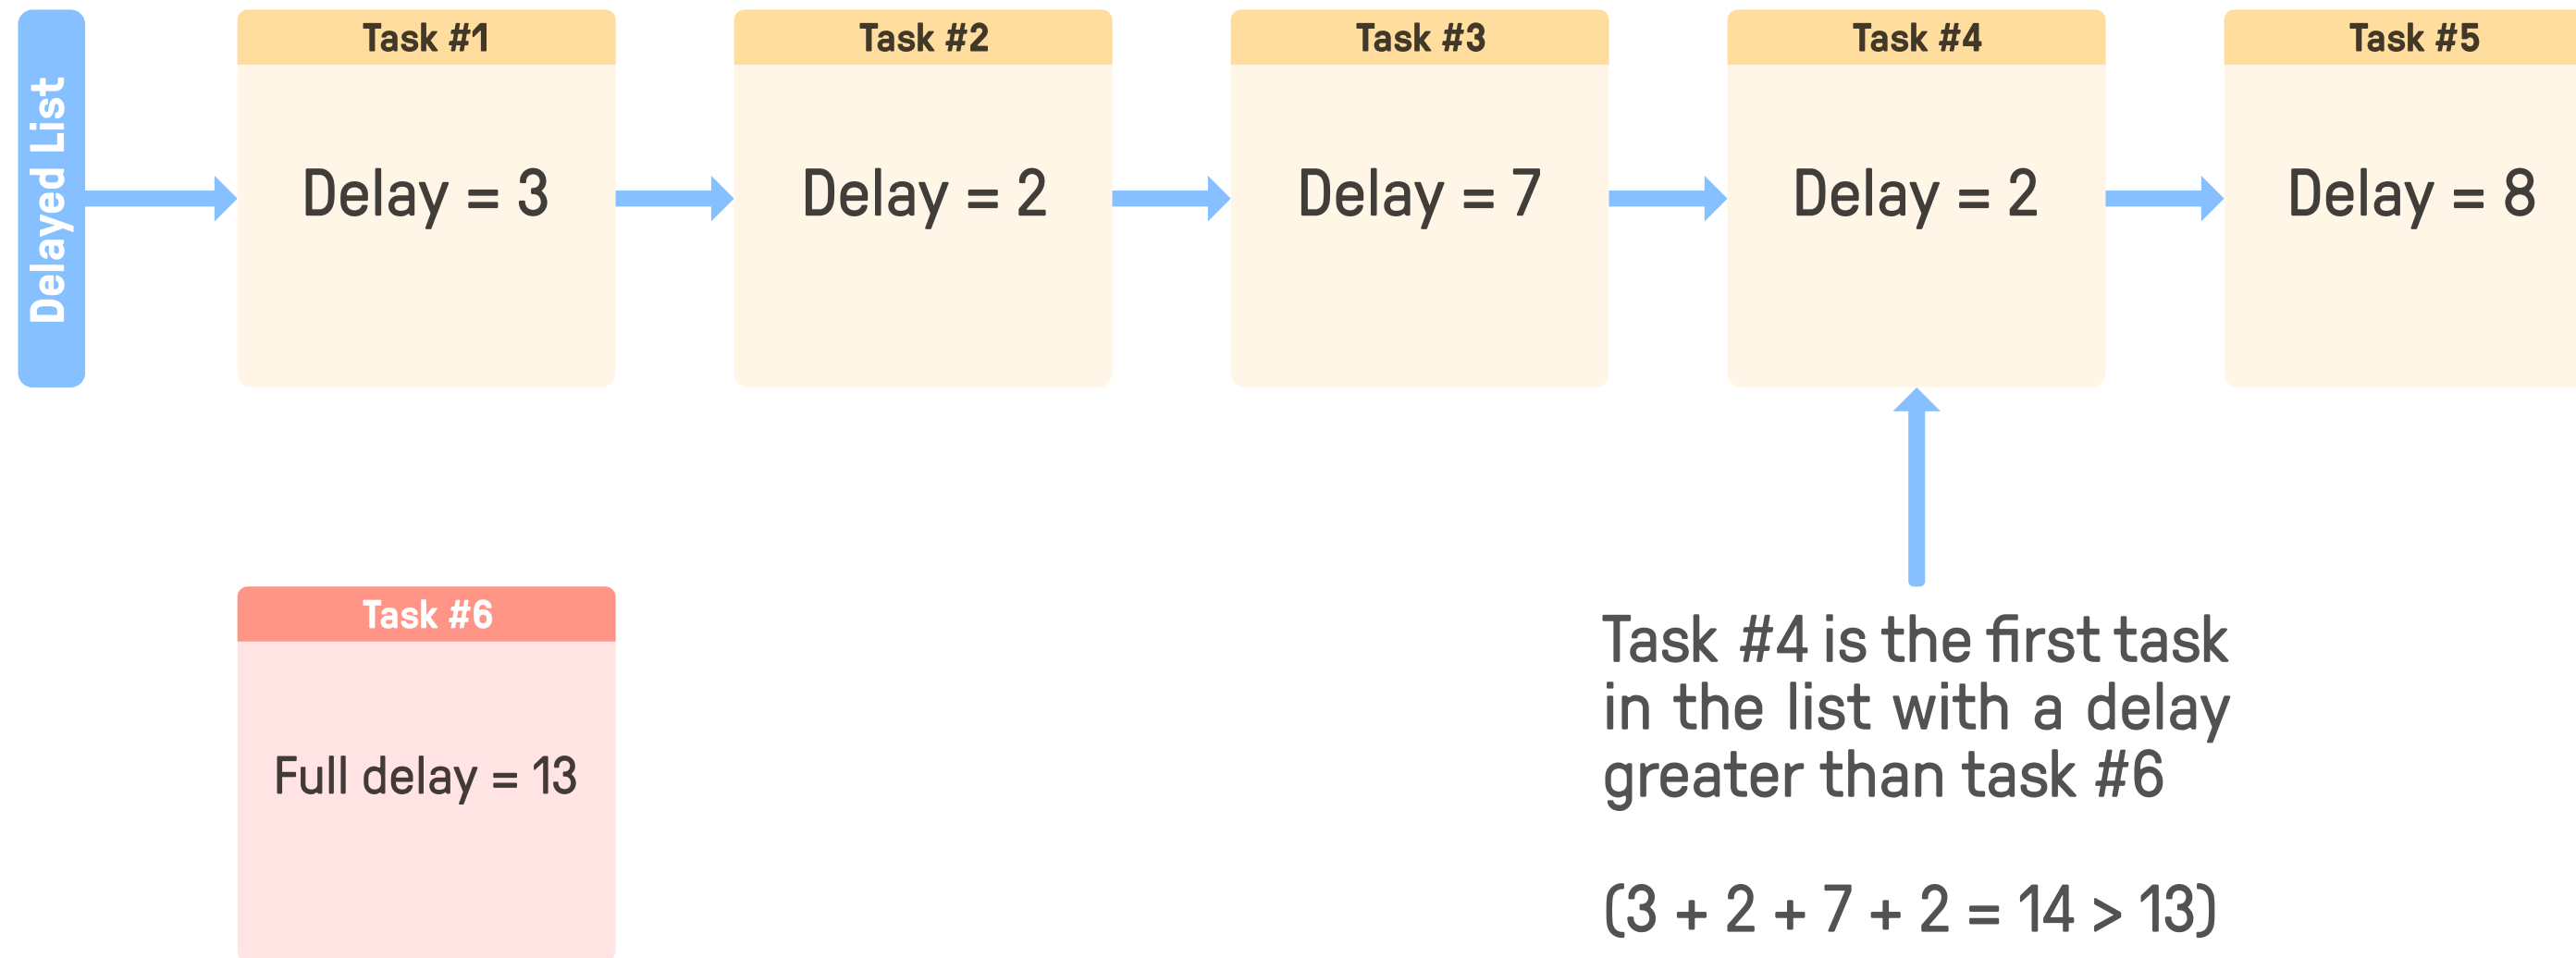 Delayed List
Task #1
Delay = 3
Task #2
Delay = 2
Task #3
Delay = 7
Task #4
Delay = 2
Task #5
Delay = 8
Task #6
Full delay = 13
Task #4 is the first task
in the list with a delay
greater than task #6
(3 + 2 + 7 + 2 = 14 > 13)